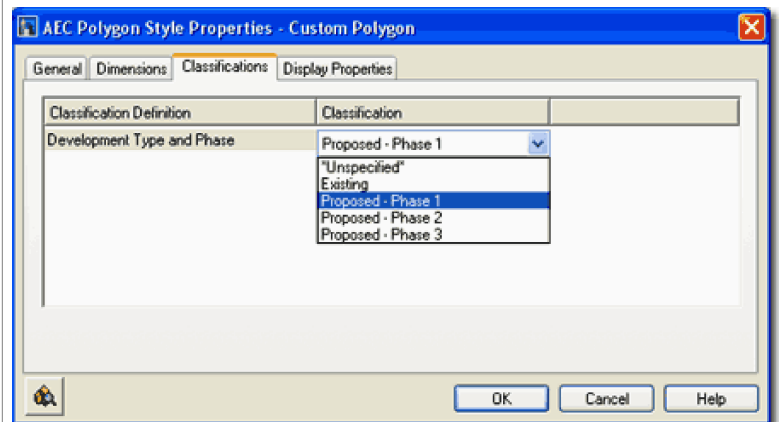 AEC Polygon Style Properties - Custom Polygon
General Dimensions Classifications Display Properties
Classification Definition Classification
Development Type and Phase Proposed - Phase 1
"Unspecified"
Existing
Proposed - Phase 1
Proposed - Phase 2
Proposed - Phase 3
OK Cancel Help